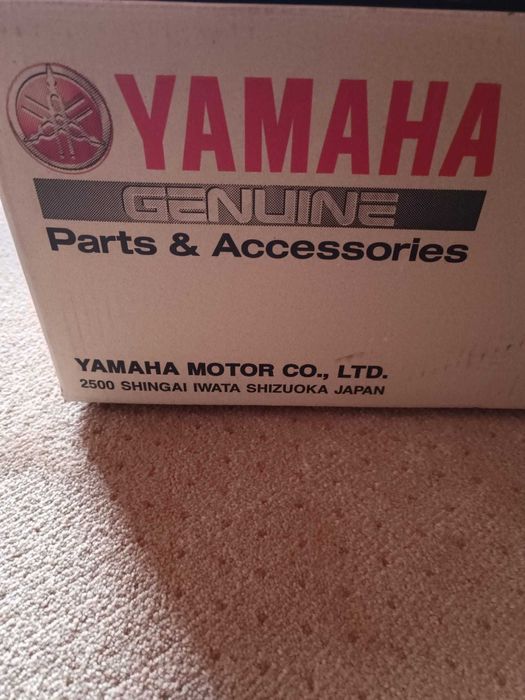 YAMAHA
GENUINE
Parts & Accessories
YAMAHA MOTOR CO., LTD.
2500 SHINGAI IWATA SHIZUOKA JAPAN